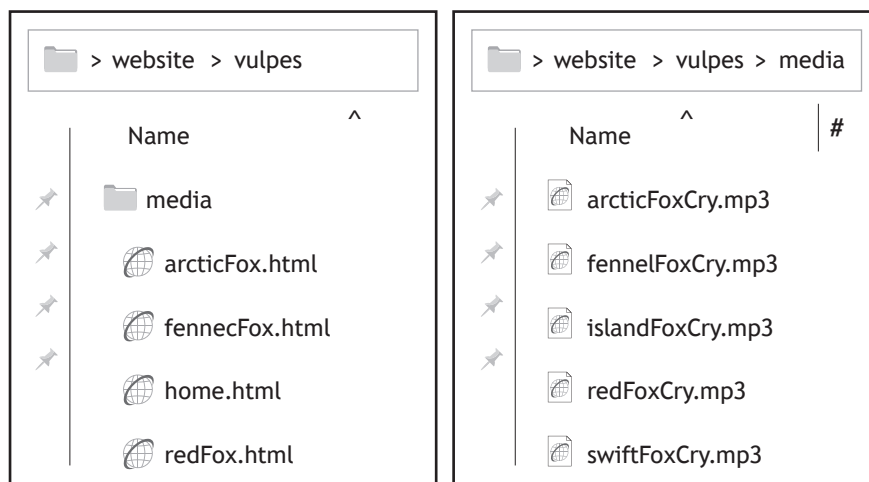 > website > vulpes
Name ^
media
arcticFox.html
fennecFox.html
home.html
redFox.html
> website > vulpes > media
Name ^ #
arcticFoxCry.mp3
fennelFoxCry.mp3
islandFoxCry.mp3
redFoxCry.mp3
swiftFoxCry.mp3